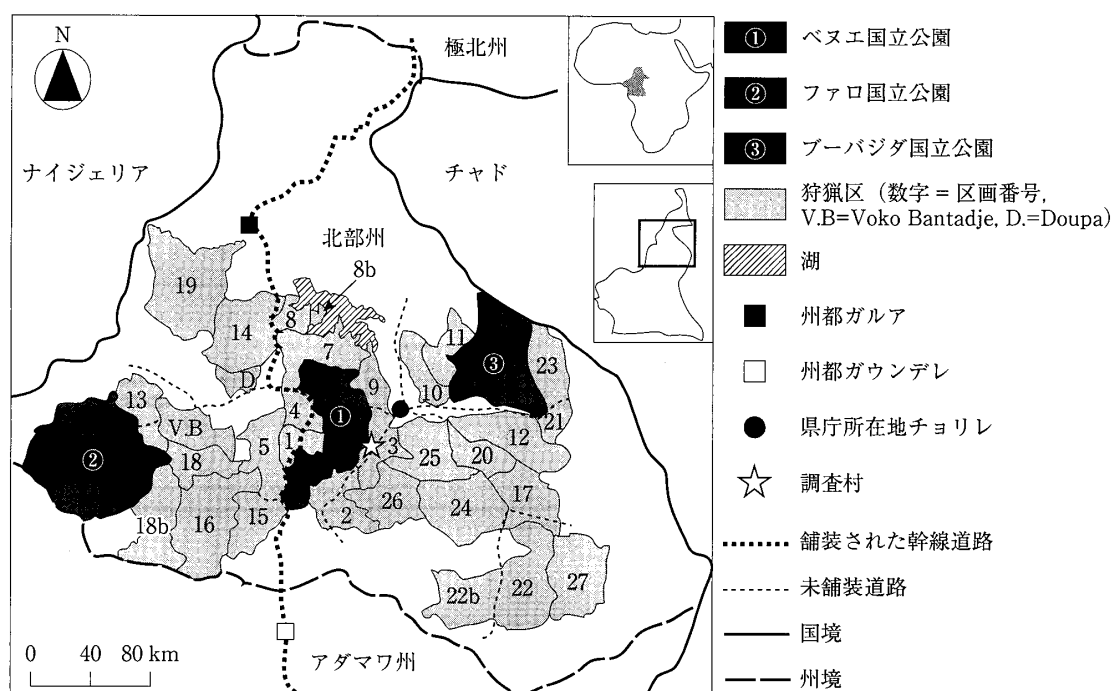 N
極北州
ナイジェリア
チャド
北部州
8b
19
14
8
7
11
③
23
D
10
9
13
4
①
V.B
1
5
3
12
21
②
18
25
20
26
17
2
24
18b
16
15
22
27
22b
0 40 80 km
アダマワ州
① ベヌエ国立公園
② ファロ国立公園
③ ブーバンジダ国立公園
狩猟区(数字 = 区画番号,
V.B=Voko Bantadje, D.=Doupa)
湖
州都ガルア
州都ガウンデレ
県庁所在地チョリレ
調査村
舗装された幹線道路
未舗装道路
国境
州境